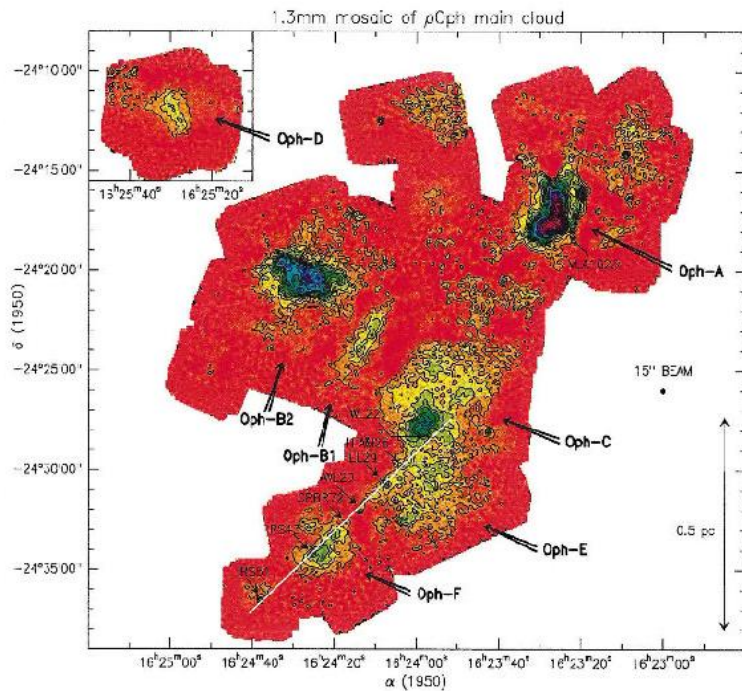 1.3mm mosaic of ρOph main cloud
-24°10'00"
-24°15'00"
-24°20'00"
-24°25'00"
-24°30'00"
-24°35'00"
δ (1950)
Oph-D
16ʰ25ᵐ40ˢ
16ʰ25ᵐ20ˢ
Oph-A
15" BEAM
Oph-B2
Oph-B1
WL22
Oph-C
EL29
Oph-E
0.5 pc
Oph-F
16ʰ25ᵐ00ˢ
16ʰ24ᵐ40ˢ
16ʰ24ᵐ20ˢ
16ʰ24ᵐ00ˢ
16ʰ23ᵐ40ˢ
16ʰ23ᵐ20ˢ
16ʰ23ᵐ00ˢ
α (1950)